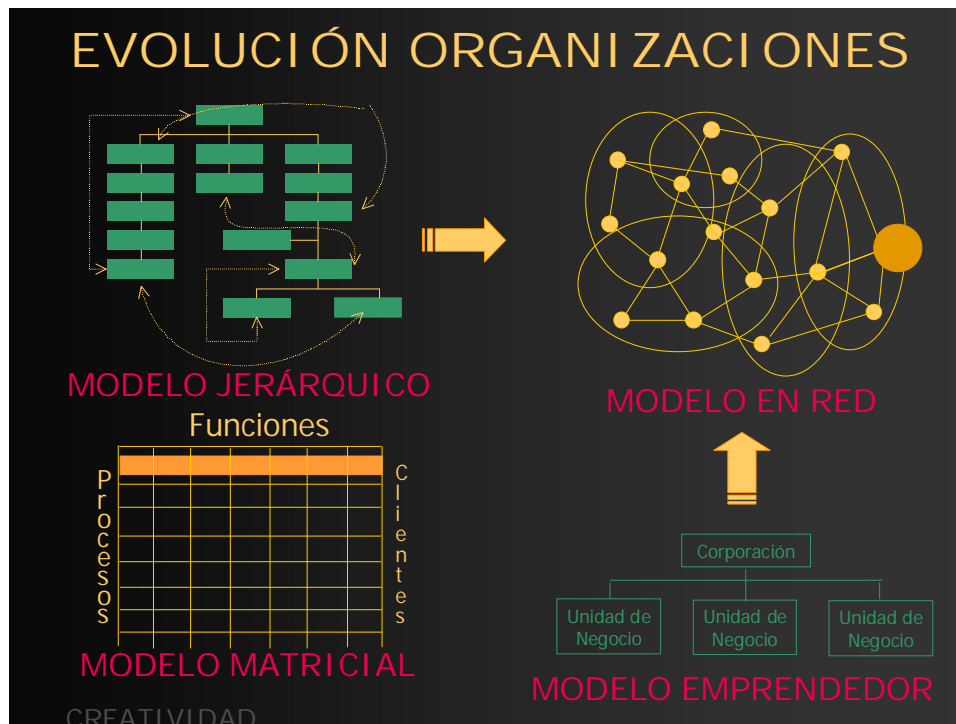 EVOLUCIÓN ORGANIZACIONES
MODELO JERÁRQUICO
MODELO EN RED
Funciones
Procesos
Clientes
MODELO MATRICIAL
Corporación
Unidad de
Negocio
Unidad de
Negocio
Unidad de
Negocio
MODELO EMPRENDEDOR
CREATIVIDAD